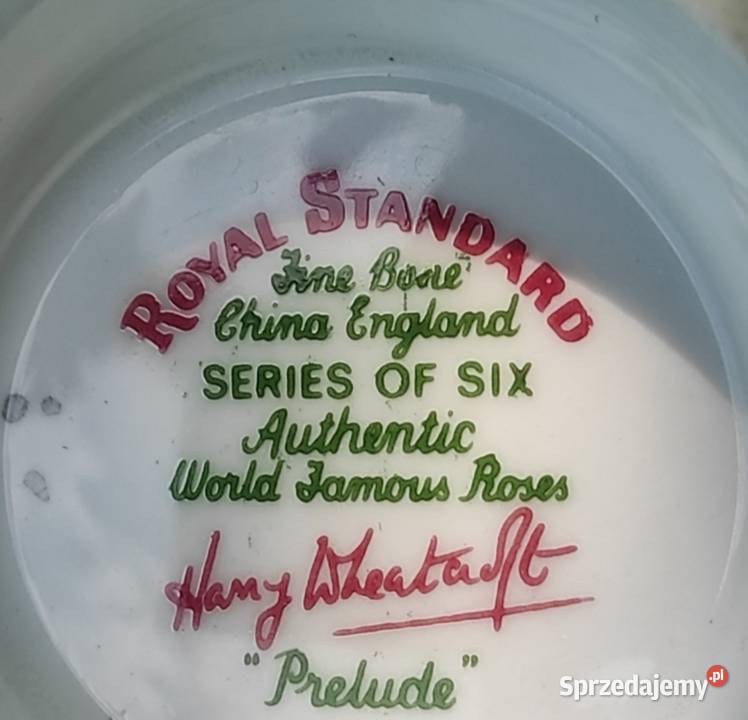 ROYAL STANDARD
Fine Bone
China England
SERIES OF SIX
Authentic
World Famous Roses
Harry Wheatcroft
"Prelude"
Sprzedajemy.pl